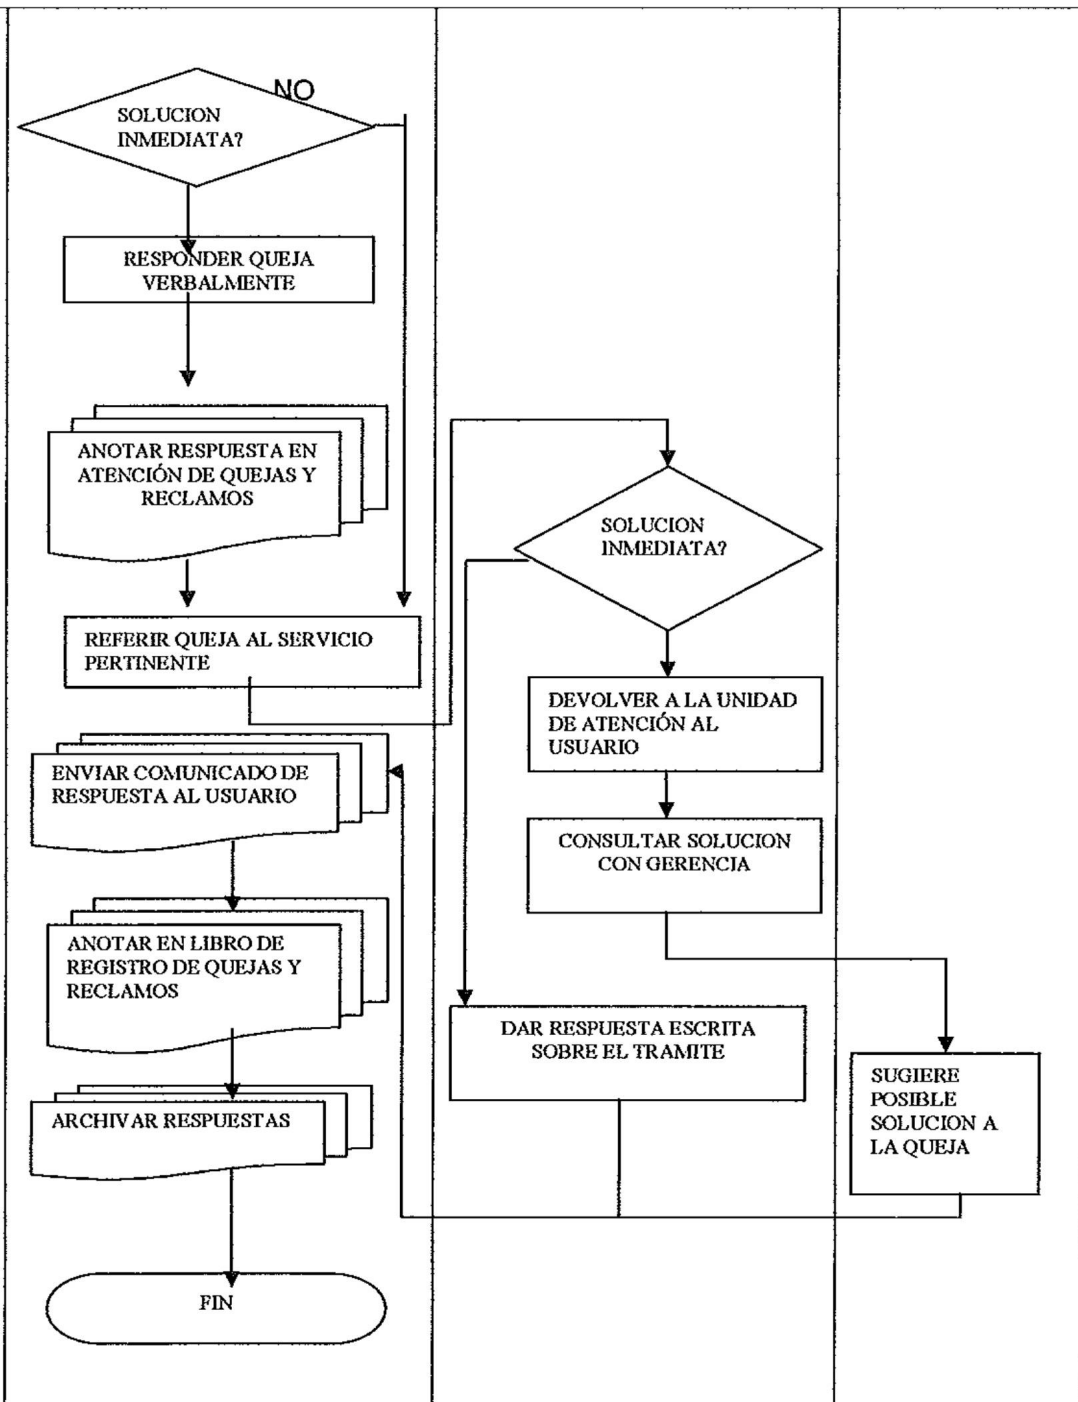 NO
SOLUCION
INMEDIATA?
RESPONDER QUEJA
VERBALMENTE
ANOTAR RESPUESTA EN
ATENCIÓN DE QUEJAS Y
RECLAMOS
REFERIR QUEJA AL SERVICIO
PERTINENTE
ENVIAR COMUNICADO DE
RESPUESTA AL USUARIO
ANOTAR EN LIBRO DE
REGISTRO DE QUEJAS Y
RECLAMOS
ARCHIVAR RESPUESTAS
FIN
SOLUCION
INMEDIATA?
DEVOLVER A LA UNIDAD
DE ATENCIÓN AL
USUARIO
CONSULTAR SOLUCION
CON GERENCIA
DAR RESPUESTA ESCRITA
SOBRE EL TRAMITE
SUGIERE
POSIBLE
SOLUCION A
LA QUEJA